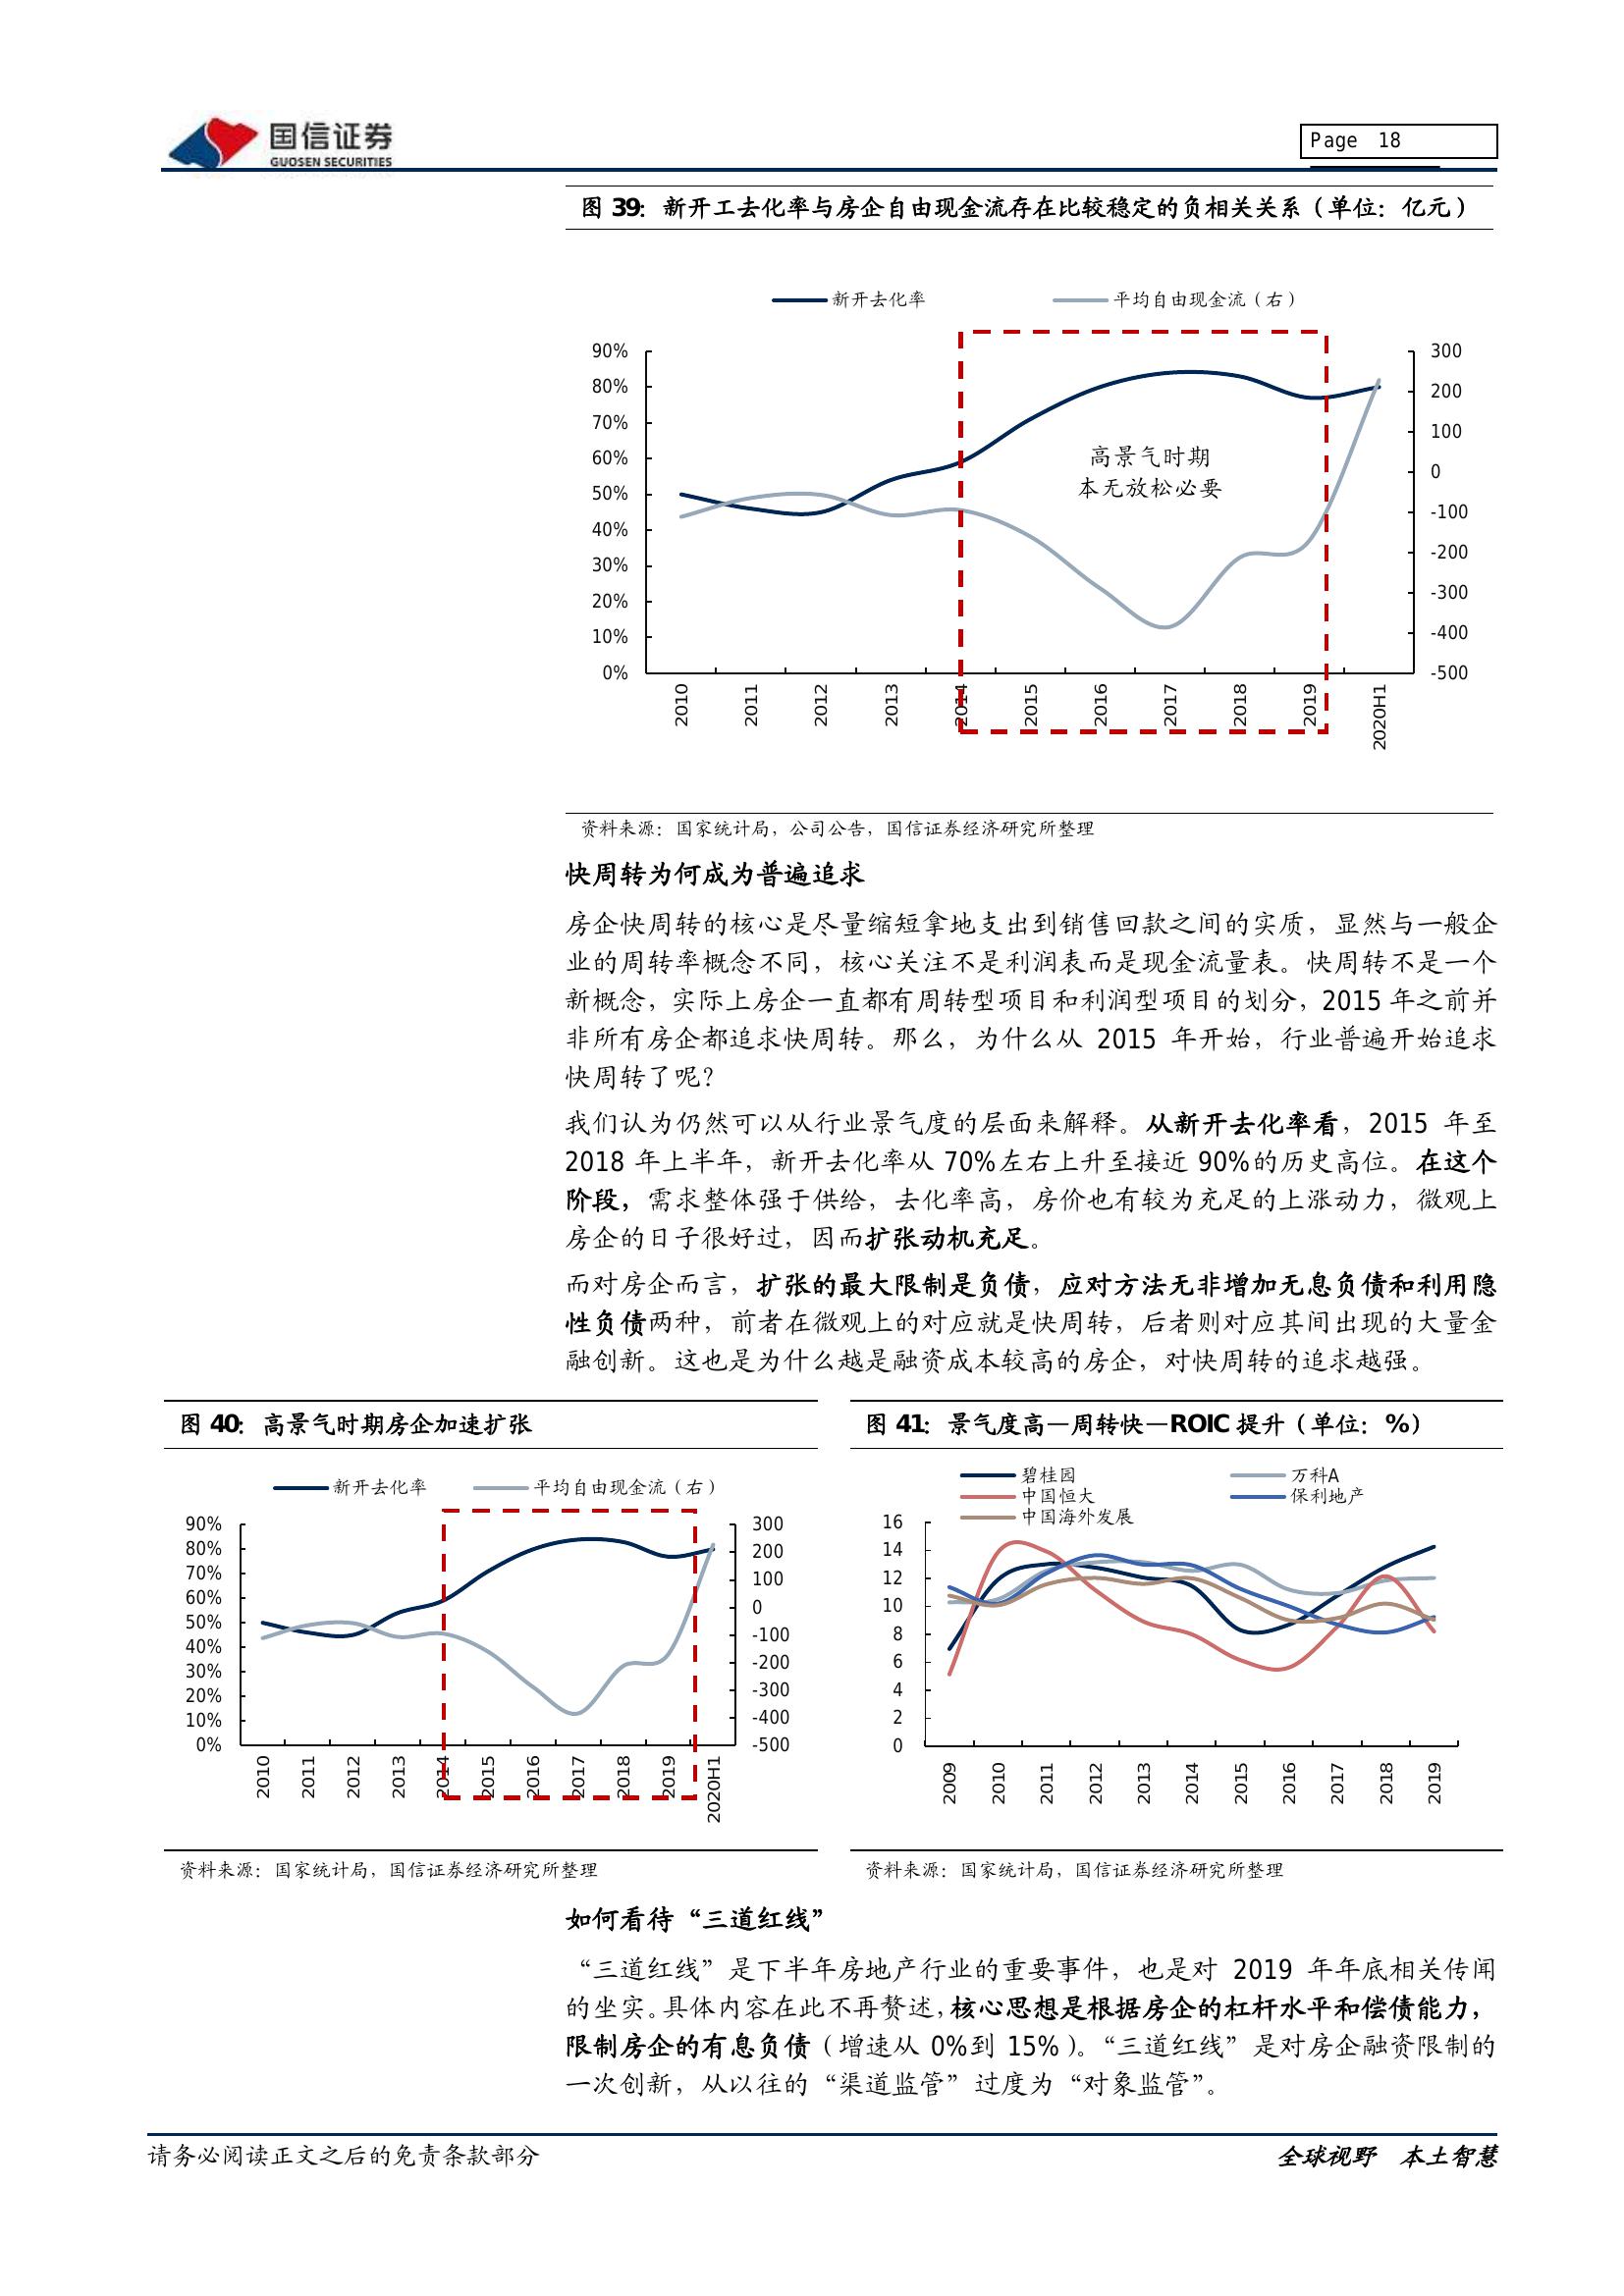 国信证券
GUOSEN SECURITIES
Page 18
图 39：新开工去化率与房企自由现金流存在比较稳定的负相关关系（单位：亿元）
新开去化率
平均自由现金流（右）
90%
80%
70%
60%
50%
40%
30%
20%
10%
0%
300
200
100
0
-100
-200
-300
-400
-500
高景气时期
本无放松必要
2010
2011
2012
2013
2014
2015
2016
2017
2018
2019
2020H1
资料来源：国家统计局，公司公告，国信证券经济研究所整理
快周转为何成为普遍追求
房企快周转的核心是尽量缩短拿地支出到销售回款之间的实质，显然与一般企
业的周转率概念不同，核心关注不是利润表而是现金流量表。快周转不是一个
新概念，实际上房企一直都有周转型项目和利润型项目的划分，2015 年之前并
非所有房企都追求快周转。那么，为什么从 2015 年开始，行业普遍开始追求
快周转了呢？
我们认为仍然可以从行业景气度的层面来解释。从新开去化率看，2015 年至
2018 年上半年，新开去化率从 70%左右上升至接近 90%的历史高位。在这个
阶段，需求整体强于供给，去化率高，房价也有较为充足的上涨动力，微观上
房企的日子很好过，因而扩张动机充足。
而对房企而言，扩张的最大限制是负债，应对方法无非增加无息负债和利用隐
性负债两种，前者在微观上的对应就是快周转，后者则对应其间出现的大量金
融创新。这也是为什么越是融资成本较高的房企，对快周转的追求越强。
图 40：高景气时期房企加速扩张
新开去化率
平均自由现金流（右）
90%
80%
70%
60%
50%
40%
30%
20%
10%
0%
300
200
100
0
-100
-200
-300
-400
-500
2010
2011
2012
2013
2014
2015
2016
2017
2018
2019
2020H1
资料来源：国家统计局，国信证券经济研究所整理
图 41：景气度高—周转快—ROIC 提升（单位：%）
碧桂园
万科A
中国恒大
保利地产
中国海外发展
16
14
12
10
8
6
4
2
0
2009
2010
2011
2012
2013
2014
2015
2016
2017
2018
2019
资料来源：国家统计局，国信证券经济研究所整理
如何看待“三道红线”
“三道红线”是下半年房地产行业的重要事件，也是对 2019 年年底相关传闻
的坐实。具体内容在此不再赘述，核心思想是根据房企的杠杆水平和偿债能力，
限制房企的有息负债（增速从 0%到 15%）。“三道红线”是对房企融资限制的
一次创新，从以往的“渠道监管”过度为“对象监管”。
请务必阅读正文之后的免责条款部分
全球视野 本土智慧